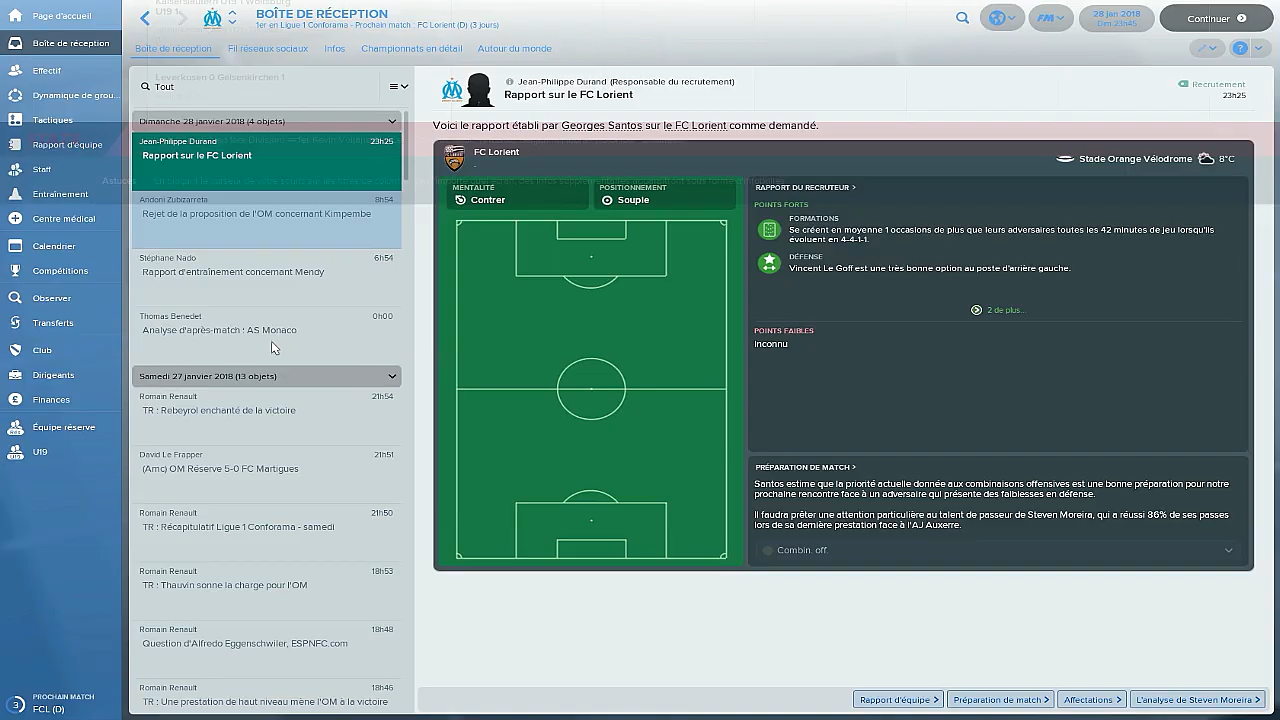 Page d'accueil
Boîte de réception
Effectif
Dynamique de grou...
Tactiques
Rapport d'équipe
Staff
Entraînement
Centre médical
Calendrier
Compétitions
Observer
Transferts
Club
Dirigeants
Finances
Équipe réserve
U19
PROCHAIN MATCH
3
FCL (D)
BOÎTE DE RÉCEPTION
1er en Ligue 1 Conforama - Prochain match : FC Lorient (D) (3 jours)
FM
28 jan 2018
Dim 23h45
Continuer
Boîte de réception
Fil réseaux sociaux
Infos
Championnats en détail
Autour du monde
Leverkusen 0 Gelsenkirchen 1
Tout
Dimanche 28 janvier 2018 (4 objets)
Jean-Philippe Durand 23h25
Rapport sur le FC Lorient
Andoni Zubizarreta 8h54
Rejet de la proposition de l'OM concernant Kimpembe
Stéphane Nado 6h54
Rapport d'entraînement concernant Mendy
Thomas Benedet 0h00
Analyse d'après-match : AS Monaco
Samedi 27 janvier 2018 (13 objets)
Romain Renault 21h54
TR : Rebeyrol enchanté de la victoire
David Le Frapper 21h51
(Amc) OM Réserve 5-0 FC Martigues
Romain Renault 21h50
TR : Récapitulatif Ligue 1 Conforama - samedi
Romain Renault 18h53
TR : Thauvin sonne la charge pour l'OM
Romain Renault 18h48
Question d'Alfredo Eggenschwiler, ESPNFC.com
Romain Renault 18h46
TR : Une prestation de haut niveau mène l'OM à la victoire
Jean-Philippe Durand (Responsable du recrutement)
Rapport sur le FC Lorient
Recrutement
23h25
Voici le rapport établi par Georges Santos sur le FC Lorient comme demandé.
FC Lorient
-
Stade Orange Vélodrome 8°C
MENTALITÉ
Contrer
POSITIONNEMENT
Souple
RAPPORT DU RECRUTEUR >
POINTS FORTS
FORMATIONS
Se créent en moyenne 1 occasions de plus que leurs adversaires toutes les 42 minutes de jeu lorsqu'ils
évoluent en 4-4-1-1.
DÉFENSE
Vincent Le Goff est une très bonne option au poste d'arrière gauche.
2 de plus...
POINTS FAIBLES
Inconnu
PRÉPARATION DE MATCH >
Santos estime que la priorité actuelle donnée aux combinaisons offensives est une bonne préparation pour notre
prochaine rencontre face à un adversaire qui présente des faiblesses en défense.
Il faudra prêter une attention particulière au talent de passeur de Steven Moreira, qui a réussi 36% de ses passes
lors de sa dernière prestation face à l'AJ Auxerre.
Combin. off.
Rapport d'équipe >
Préparation de match >
Affectations >
L'analyse de Steven Moreira >